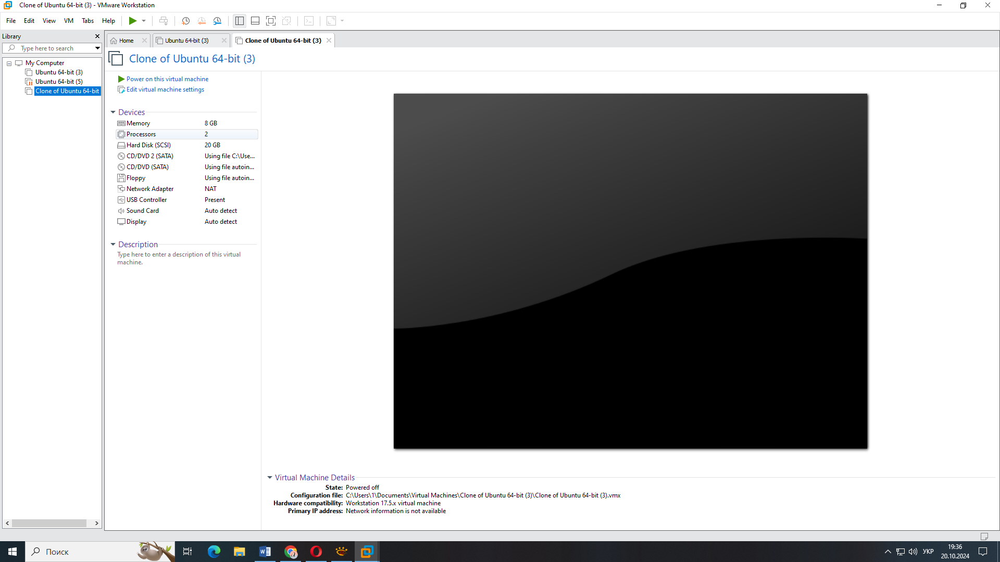 Clone of Ubuntu 64-bit (3) - VMware Workstation
File Edit View VM Tabs Help
Library
Type here to search
My Computer
Ubuntu 64-bit (3)
Ubuntu 64-bit (5)
Clone of Ubuntu 64-bit
Home
Ubuntu 64-bit (3)
Clone of Ubuntu 64-bit (3)
Clone of Ubuntu 64-bit (3)
Power on this virtual machine
Edit virtual machine settings
Devices
Memory 8 GB
Processors 2
Hard Disk (SCSI) 20 GB
CD/DVD 2 (SATA) Using file C:\Use...
CD/DVD (SATA) Using file autoin...
Floppy Using file autoin...
Network Adapter NAT
USB Controller Present
Sound Card Auto detect
Display Auto detect
Description
Type here to enter a description of this virtual
machine.
Virtual Machine Details
State: Powered off
Configuration file: C:\Users\1\Documents\Virtual Machines\Clone of Ubuntu 64-bit (3)\Clone of Ubuntu 64-bit (3).vmx
Hardware compatibility: Workstation 17.5.x virtual machine
Primary IP address: Network information is not available
Поиск
УКР
19:36
20.10.2024